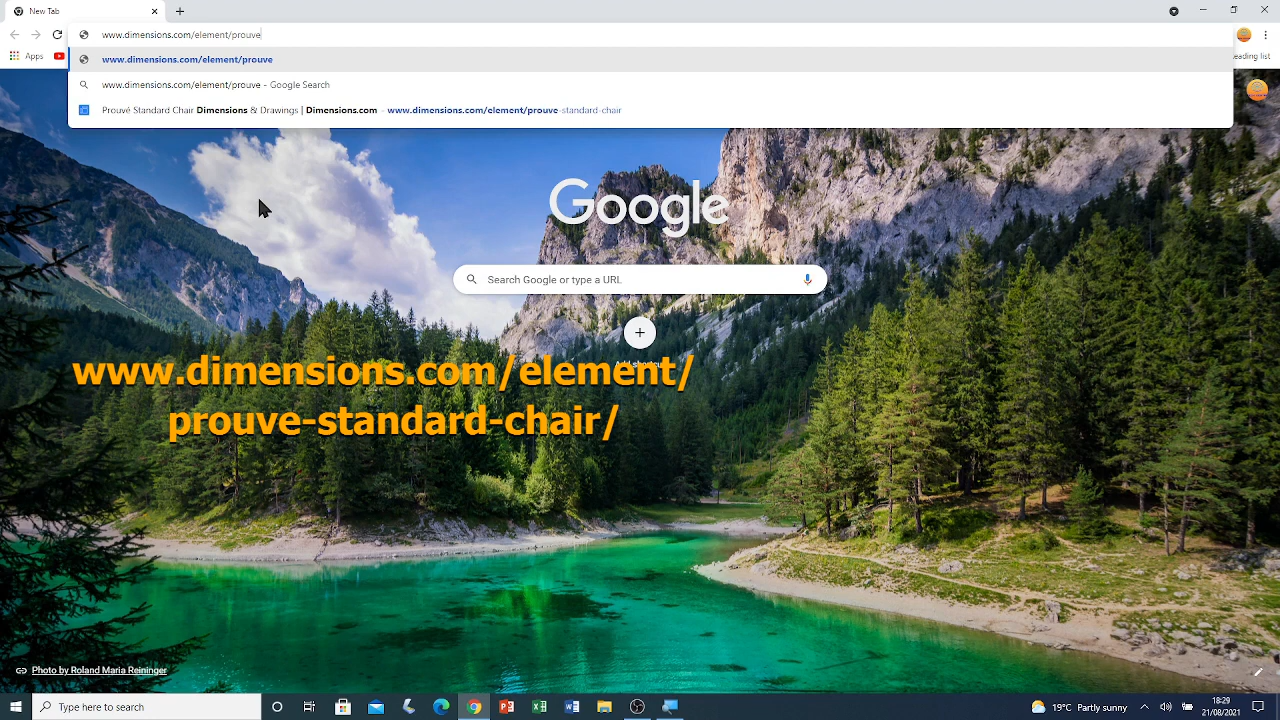 New Tab
www.dimensions.com/element/prouve
Apps
eading list
www.dimensions.com/element/prouve
www.dimensions.com/element/prouve - Google Search
Prouvé Standard Chair Dimensions & Drawings | Dimensions.com - www.dimensions.com/element/prouve-standard-chair
Google
Search Google or type a URL
www.dimensions.com/element/
prouve-standard-chair/
Photo by Roland Maria Reininger
Type here to search
19°C Partly sunny
18:29
21/08/2021